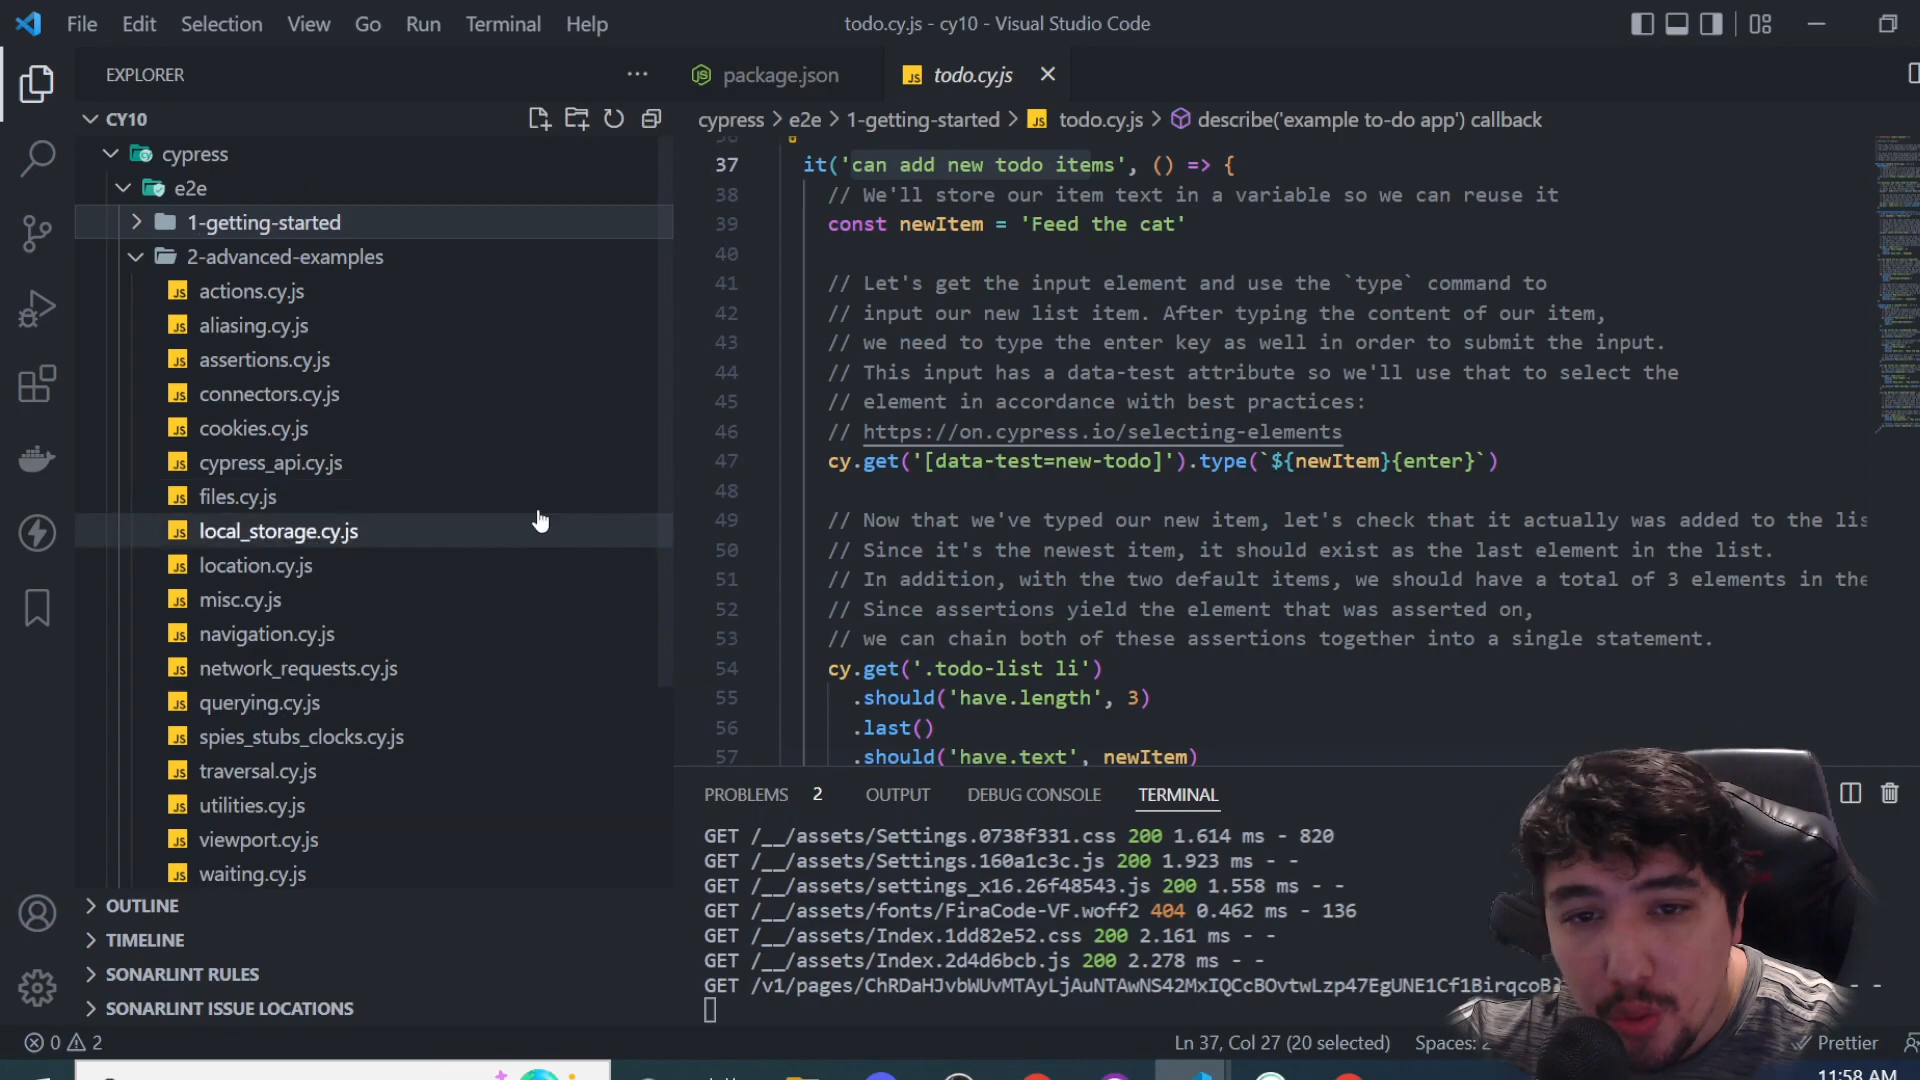 File Edit Selection View Go Run Terminal Help
todo.cy.js - cy10 - Visual Studio Code
EXPLORER
CY10
cypress
e2e
1-getting-started
2-advanced-examples
actions.cy.js
aliasing.cy.js
assertions.cy.js
connectors.cy.js
cookies.cy.js
cypress_api.cy.js
files.cy.js
local_storage.cy.js
location.cy.js
misc.cy.js
navigation.cy.js
network_requests.cy.js
querying.cy.js
spies_stubs_clocks.cy.js
traversal.cy.js
utilities.cy.js
viewport.cy.js
waiting.cy.js
OUTLINE
TIMELINE
SONARLINT RULES
SONARLINT ISSUE LOCATIONS
package.json
JS todo.cy.js
cypress > e2e > 1-getting-started > JS todo.cy.js > describe('example to-do app') callback
37 it('can add new todo items', () => {
38 // We'll store our item text in a variable so we can reuse it
39 const newItem = 'Feed the cat'
40
41 // Let's get the input element and use the `type` command to
42 // input our new list item. After typing the content of our item,
43 // we need to type the enter key as well in order to submit the input.
44 // This input has a data-test attribute so we'll use that to select the
45 // element in accordance with best practices:
46 // https://on.cypress.io/selecting-elements
47 cy.get('[data-test=new-todo]').type(`${newItem}{enter}`)
48
49 // Now that we've typed our new item, let's check that it actually was added to the lis
50 // Since it's the newest item, it should exist as the last element in the list.
51 // In addition, with the two default items, we should have a total of 3 elements in the
52 // Since assertions yield the element that was asserted on,
53 // we can chain both of these assertions together into a single statement.
54 cy.get('.todo-list li')
55 .should('have.length', 3)
56 .last()
57 .should('have.text', newItem)
PROBLEMS 2 OUTPUT DEBUG CONSOLE TERMINAL
GET /__/assets/Settings.0738f331.css 200 1.614 ms - 820
GET /__/assets/Settings.160a1c3c.js 200 1.923 ms - -
GET /__/assets/settings_x16.26f48543.js 200 1.558 ms - -
GET /__/assets/fonts/FiraCode-VF.woff2 404 0.462 ms - 136
GET /__/assets/Index.1dd82e52.css 200 2.161 ms - -
GET /__/assets/Index.2d4d6bcb.js 200 2.278 ms - -
GET /v1/pages/ChRDaHJvbWUvMTAyLjAuNTAwNS42MxIQCcBOvtwLzp47EgUNE1Cf1BirqcoB - -
0 2
Ln 37, Col 27 (20 selected) Spaces: Prettier
11:58 AM